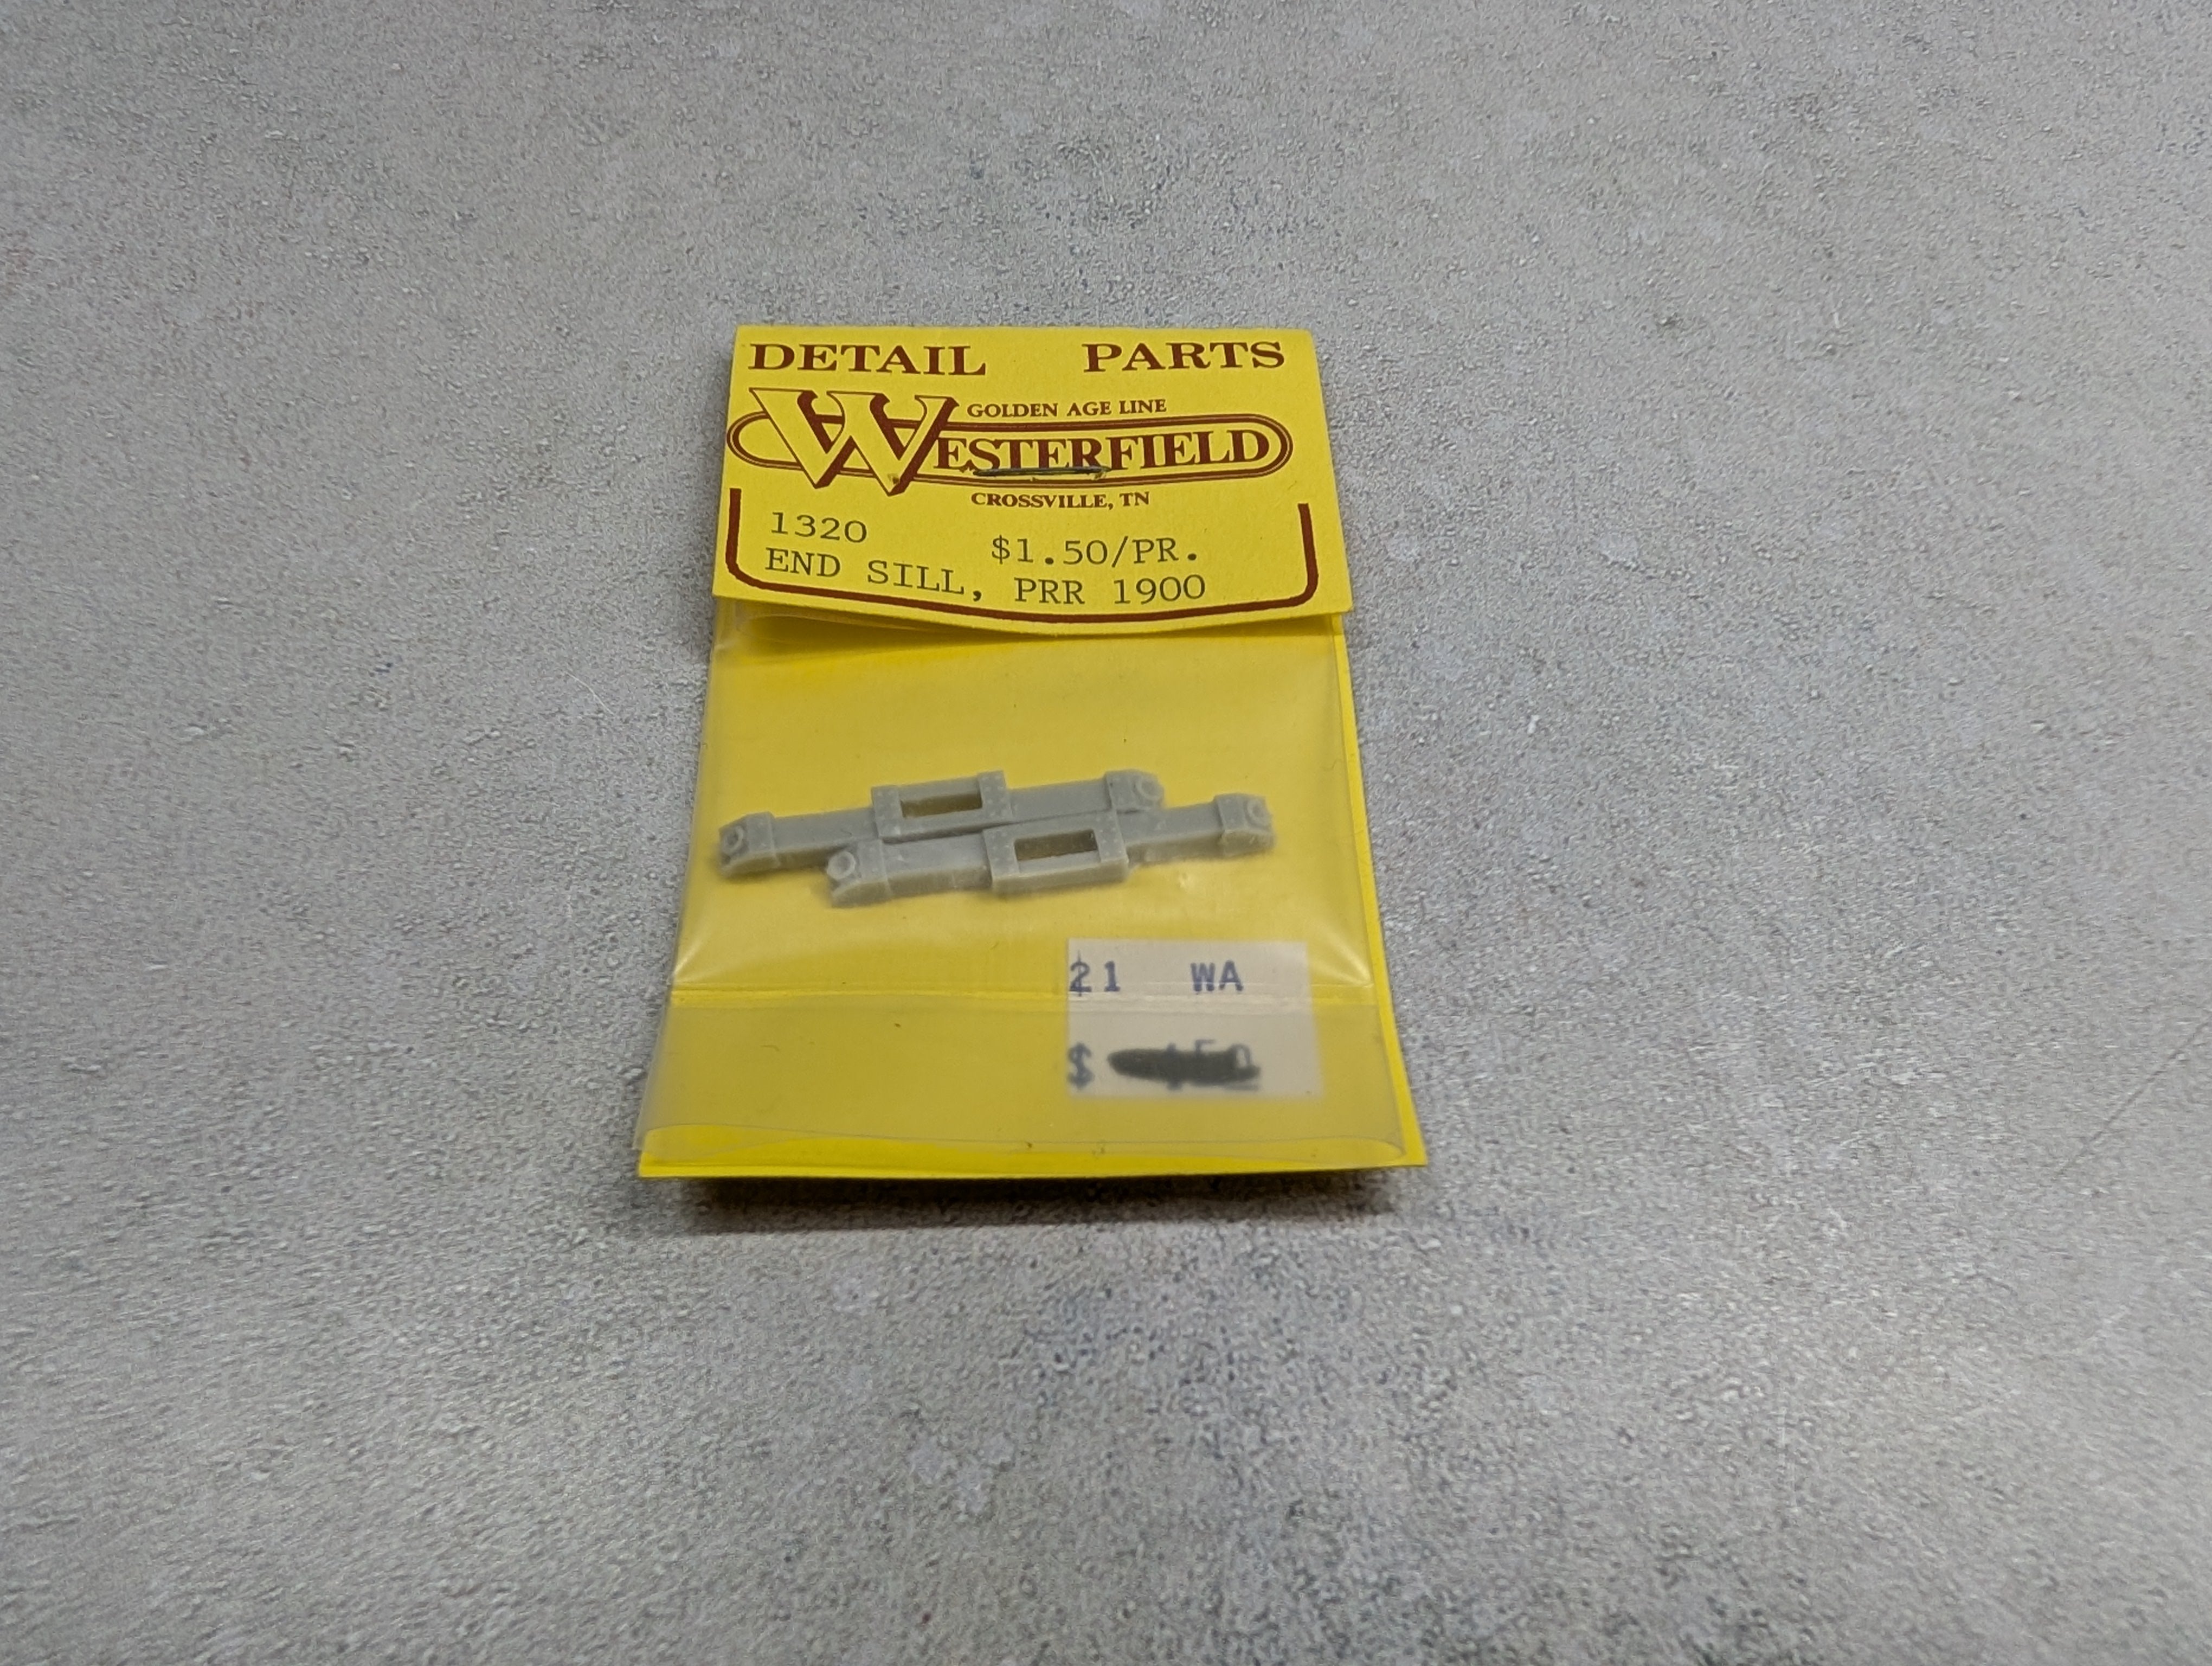 DETAIL PARTS
GOLDEN AGE LINE
WESTERFIELD
CROSSVILLE, TN
1320 $1.50/PR.
END SILL, PRR 1900
21 WA
$